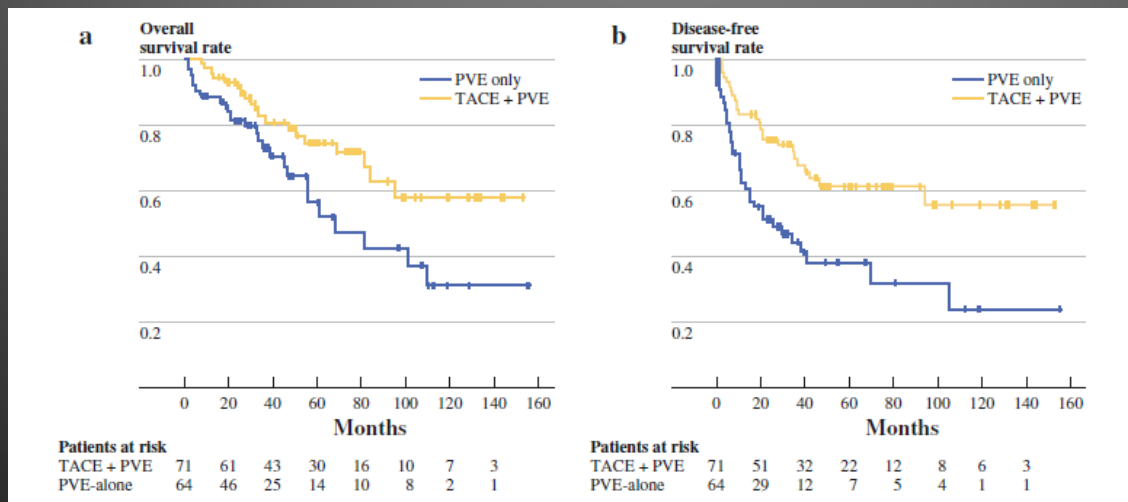 a
Overall
survival rate
1.0
0.8
0.6
0.4
0.2
PVE only
TACE + PVE
0 20 40 60 80 100 120 140 160
Months
Patients at risk
TACE + PVE 71 61 43 30 16 10 7 3
PVE-alone 64 46 25 14 10 8 2 1
b
Disease-free
survival rate
1.0
0.8
0.6
0.4
0.2
PVE only
TACE + PVE
0 20 40 60 80 100 120 140 160
Months
Patients at risk
TACE + PVE 71 51 32 22 12 8 6 3
PVE-alone 64 29 12 7 5 4 1 1